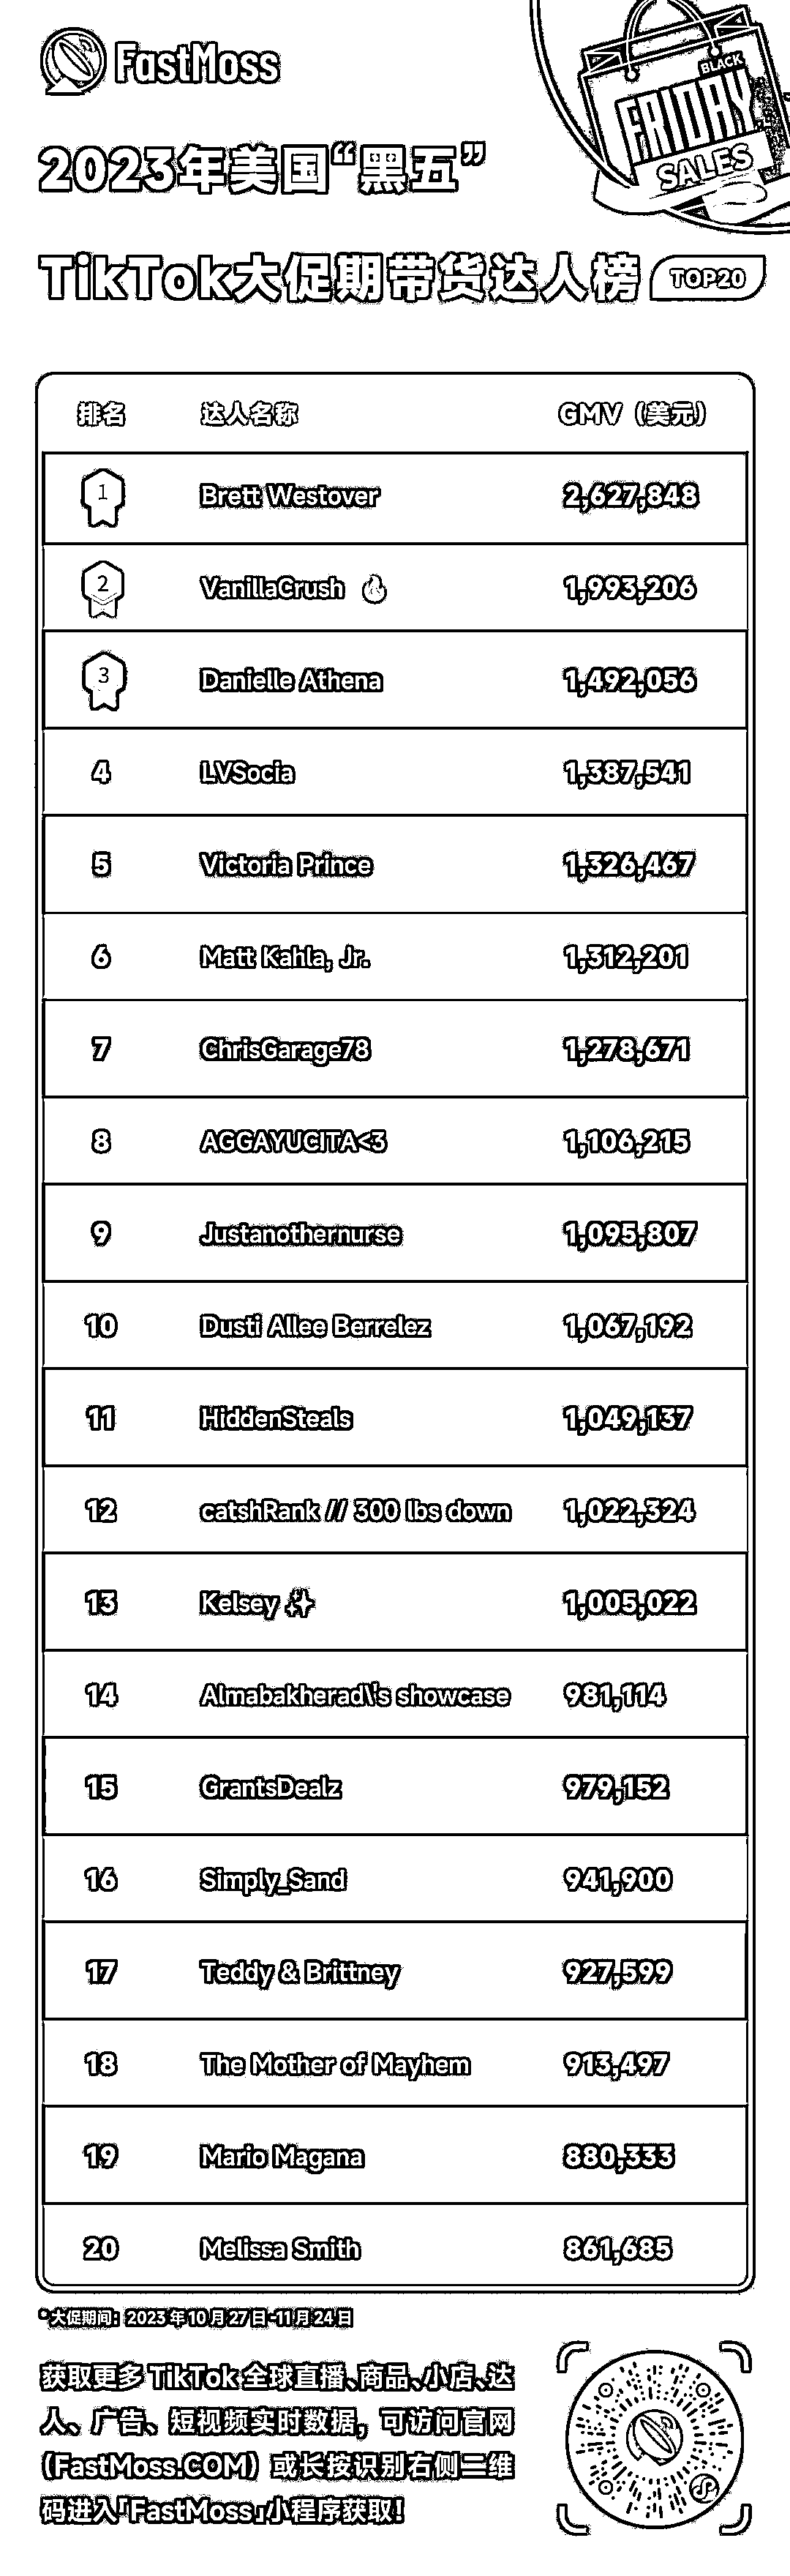 FastMoss
BLACK
FRIDAY
SALES
2023年美国“黑五”
TikTok大促期带货达人榜 TOP20
排名 达人名称 GMV（美元）
1 Brett Westover 2,627,848
2 VanillaCrush 🔥 1,993,206
3 Danielle Athena 1,492,056
4 LVSocia 1,387,541
5 Victoria Prince 1,326,467
6 Matt Kahla, Jr. 1,312,201
7 ChrisGarage78 1,278,671
8 AGGAYUCITA<3 1,106,215
9 Justanothernurse 1,095,807
10 Dusti Allee Berrelez 1,067,192
11 HiddenSteals 1,049,137
12 catshRank // 300 lbs down 1,022,324
13 Kelsey ✨ 1,005,022
14 Almabakherad\'s showcase 981,114
15 GrantsDealz 979,152
16 Simply_Sand 941,900
17 Teddy & Brittney 927,599
18 The Mother of Mayhem 913,497
19 Mario Magana 880,333
20 Melissa Smith 861,685
*大促期间：2023年10月27日-11月24日
获取更多 TikTok 全球直播、商品、小店、达
人、广告、短视频实时数据，可访问官网
（FastMoss.COM）或长按识别右侧二维
码进入「FastMoss」小程序获取！